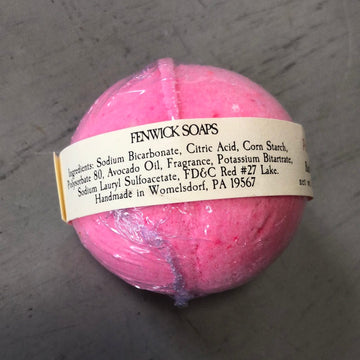 FENWICK SOAPS
Ingredients: Sodium Bicarbonate, Citric Acid, Corn Starch,
Polysorbate 80, Avocado Oil, Fragrance, Potassium Bitartrate,
Sodium Lauryl Sulfoacetate, FD&C Red #27 Lake.
Handmade in Womelsdorf, PA 19567